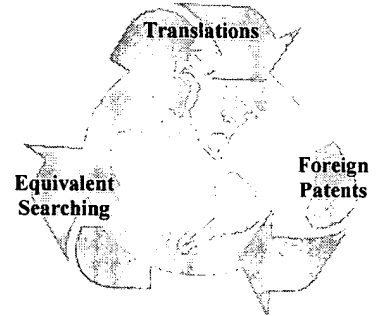 Translations
Equivalent
Searching
Foreign
Patents